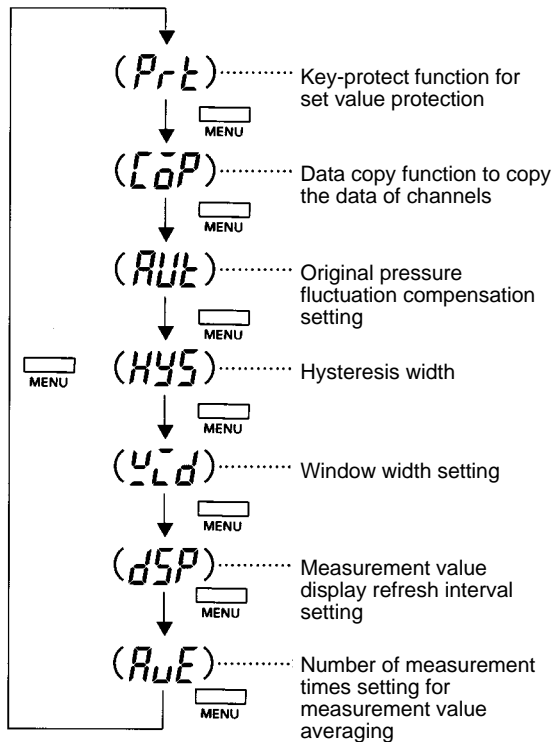 (Prt) Key-protect function for
set value protection
MENU
(CoP) Data copy function to copy
the data of channels
MENU
(AUt) Original pressure
fluctuation compensation
setting
MENU
(HYS) Hysteresis width
MENU
MENU
(Wid) Window width setting
MENU
(dSP) Measurement value
display refresh interval
setting
MENU
(AvE) Number of measurement
times setting for
measurement value
averaging
MENU